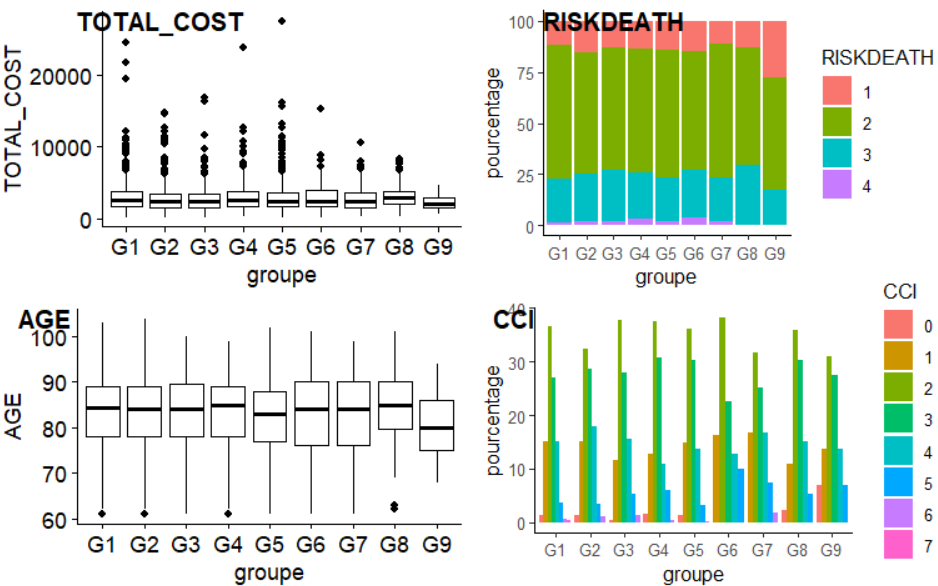 TOTAL_COST
TOTAL_COST
20000
10000
0
G1 G2 G3 G4 G5 G6 G7 G8 G9
groupe
RISKDEATH
pourcentage
100
75
50
25
0
G1 G2 G3 G4 G5 G6 G7 G8 G9
groupe
RISKDEATH
1
2
3
4
AGE
AGE
100
90
80
70
60
G1 G2 G3 G4 G5 G6 G7 G8 G9
groupe
CCI
pourcentage
40
30
20
10
0
G1 G2 G3 G4 G5 G6 G7 G8 G9
groupe
CCI
0
1
2
3
4
5
6
7